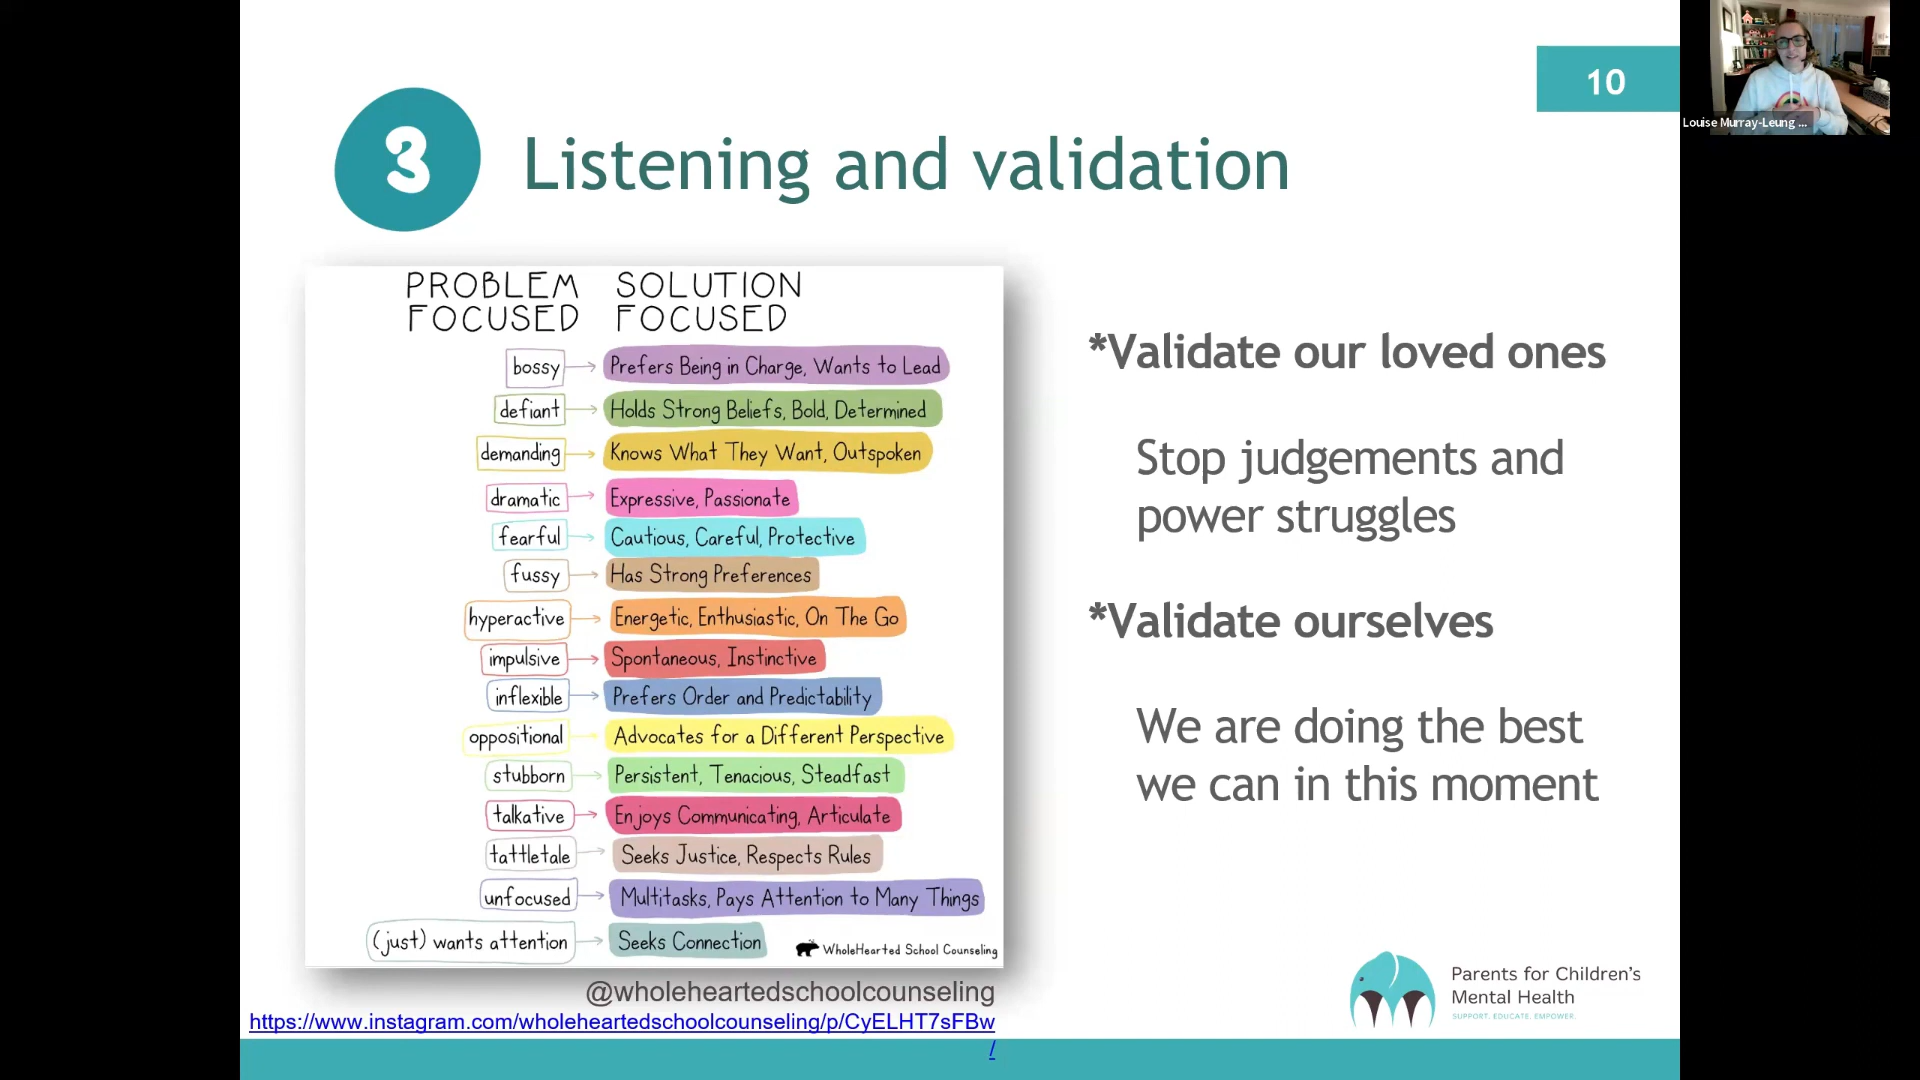 10
Louise Murray-Leung ...
3
Listening and validation
PROBLEM FOCUSED
SOLUTION FOCUSED
bossy
Prefers Being in Charge, Wants to Lead
defiant
Holds Strong Beliefs, Bold, Determined
demanding
Knows What They Want, Outspoken
dramatic
Expressive, Passionate
fearful
Cautious, Careful, Protective
fussy
Has Strong Preferences
hyperactive
Energetic, Enthusiastic, On The Go
impulsive
Spontaneous, Instinctive
inflexible
Prefers Order and Predictability
oppositional
Advocates for a Different Perspective
stubborn
Persistent, Tenacious, Steadfast
talkative
Enjoys Communicating, Articulate
tattletale
Seeks Justice, Respects Rules
unfocused
Multitasks, Pays Attention to Many Things
(just) wants attention
Seeks Connection
WholeHearted School Counseling
@wholeheartedschoolcounseling
https://www.instagram.com/wholeheartedschoolcounseling/p/CyELHT7sFBw
/
*Validate our loved ones
Stop judgements and
power struggles
*Validate ourselves
We are doing the best
we can in this moment
Parents for Children's
Mental Health
SUPPORT. EDUCATE. EMPOWER.